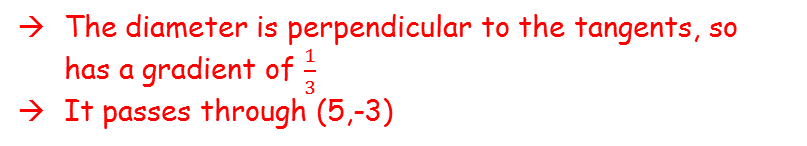 → The diameter is perpendicular to the tangents, so
has a gradient of 1/3
→ It passes through (5,-3)